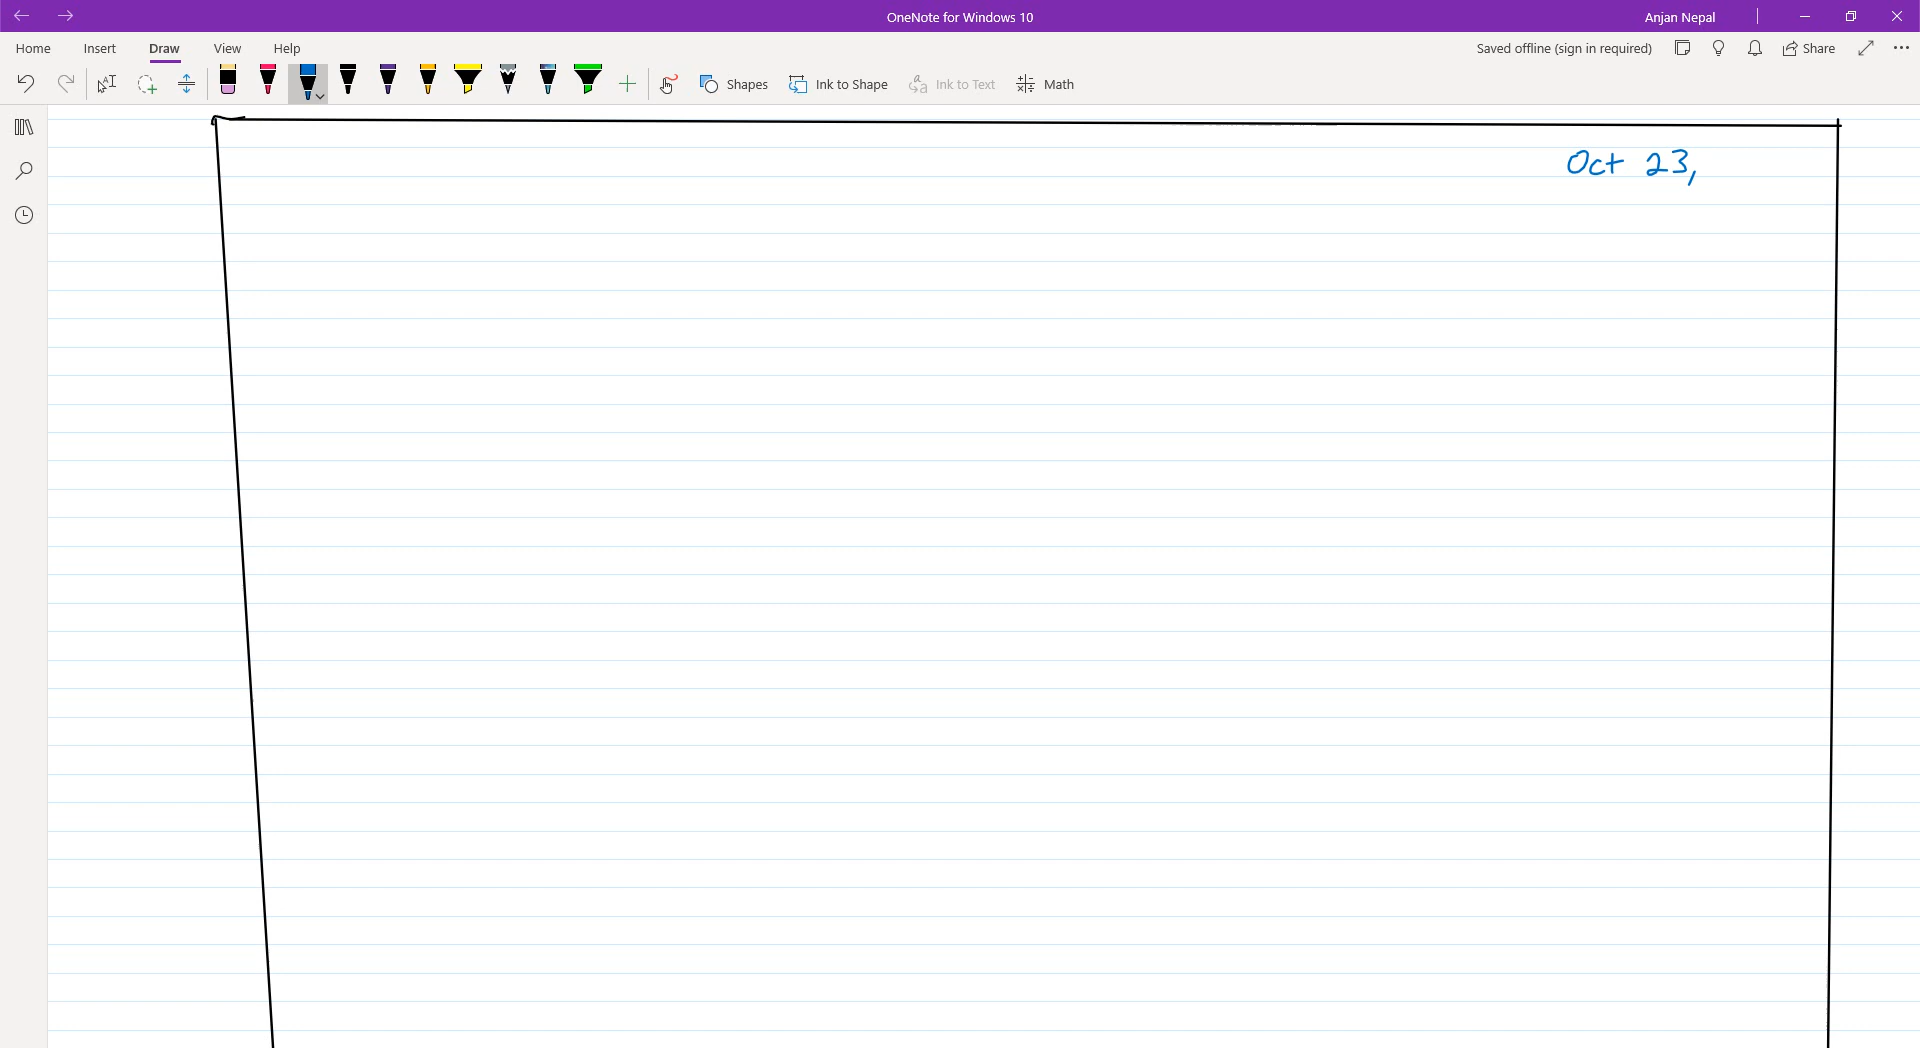 OneNote for Windows 10
Anjan Nepal
Home Insert Draw View Help
Saved offline (sign in required)
Share
Shapes
Ink to Shape
Ink to Text
Math
Oct 23,